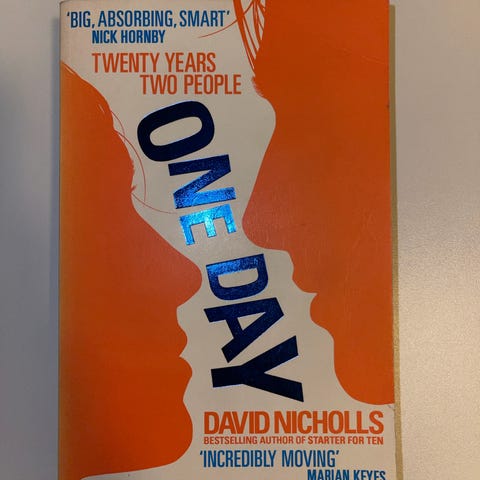 'BIG, ABSORBING, SMART'
NICK HORNBY
TWENTY YEARS
TWO PEOPLE
ONE DAY
DAVID NICHOLLS
BESTSELLING AUTHOR OF STARTER FOR TEN
'INCREDIBLY MOVING'
MARIAN KEYES